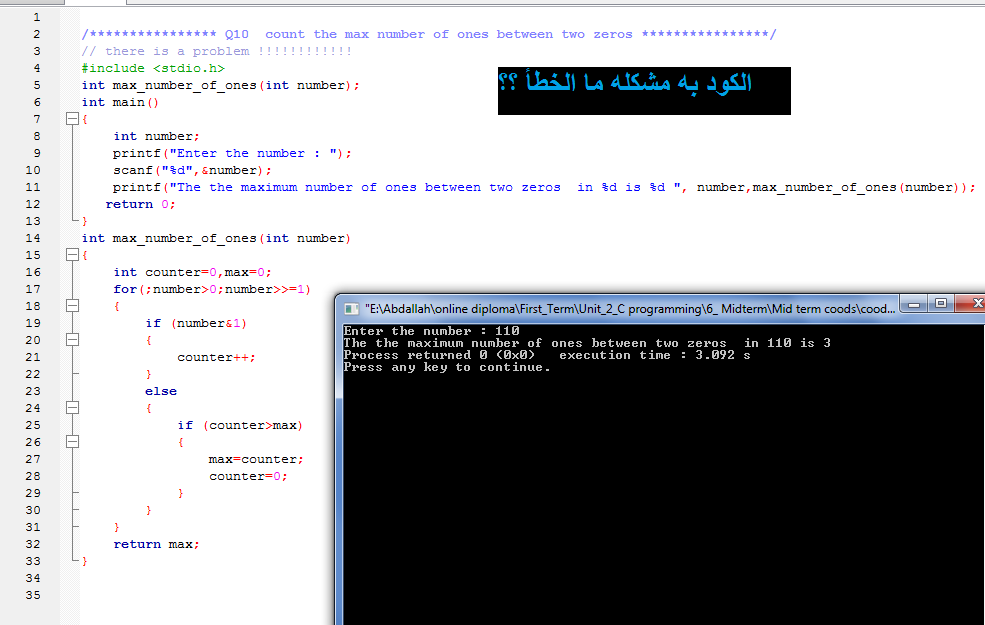 1
2 /**************** Q10  count the max number of ones between two zeros ****************/
3 // there is a problem !!!!!!!!!!!!
4 #include <stdio.h>
الكود به مشكله ما الخطأ ؟؟
5 int max_number_of_ones(int number);
6 int main()
7 {
8     int number;
9     printf("Enter the number : ");
10     scanf("%d",&number);
11     printf("The the maximum number of ones between two zeros  in %d is %d ", number,max_number_of_ones(number));
12    return 0;
13 }
14 int max_number_of_ones(int number)
15 {
16     int counter=0,max=0;
17     for(;number>0;number>>=1)
18     {
19         if (number&1)
20         {
21             counter++;
22         }
23         else
24         {
25             if (counter>max)
26             {
27                 max=counter;
28                 counter=0;
29             }
30         }
31     }
32     return max;
33 }
34
35
"E:\Abdallah\online diploma\First_Term\Unit_2_C programming\6_ Midterm\Mid term coods\cood...
Enter the number : 110
The the maximum number of ones between two zeros  in 110 is 3
Process returned 0 (0x0)   execution time : 3.092 s
Press any key to continue.